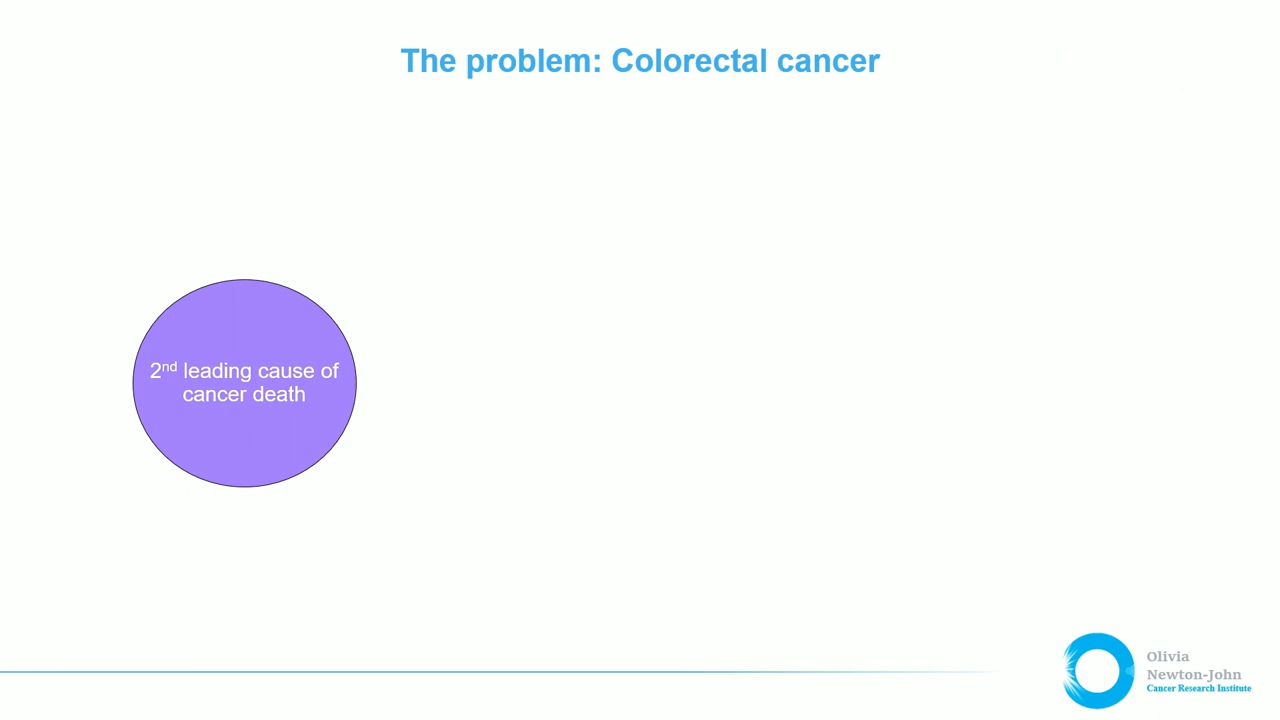 The problem: Colorectal cancer
2nd leading cause of
cancer death
Olivia
Newton-John
Cancer Research Institute